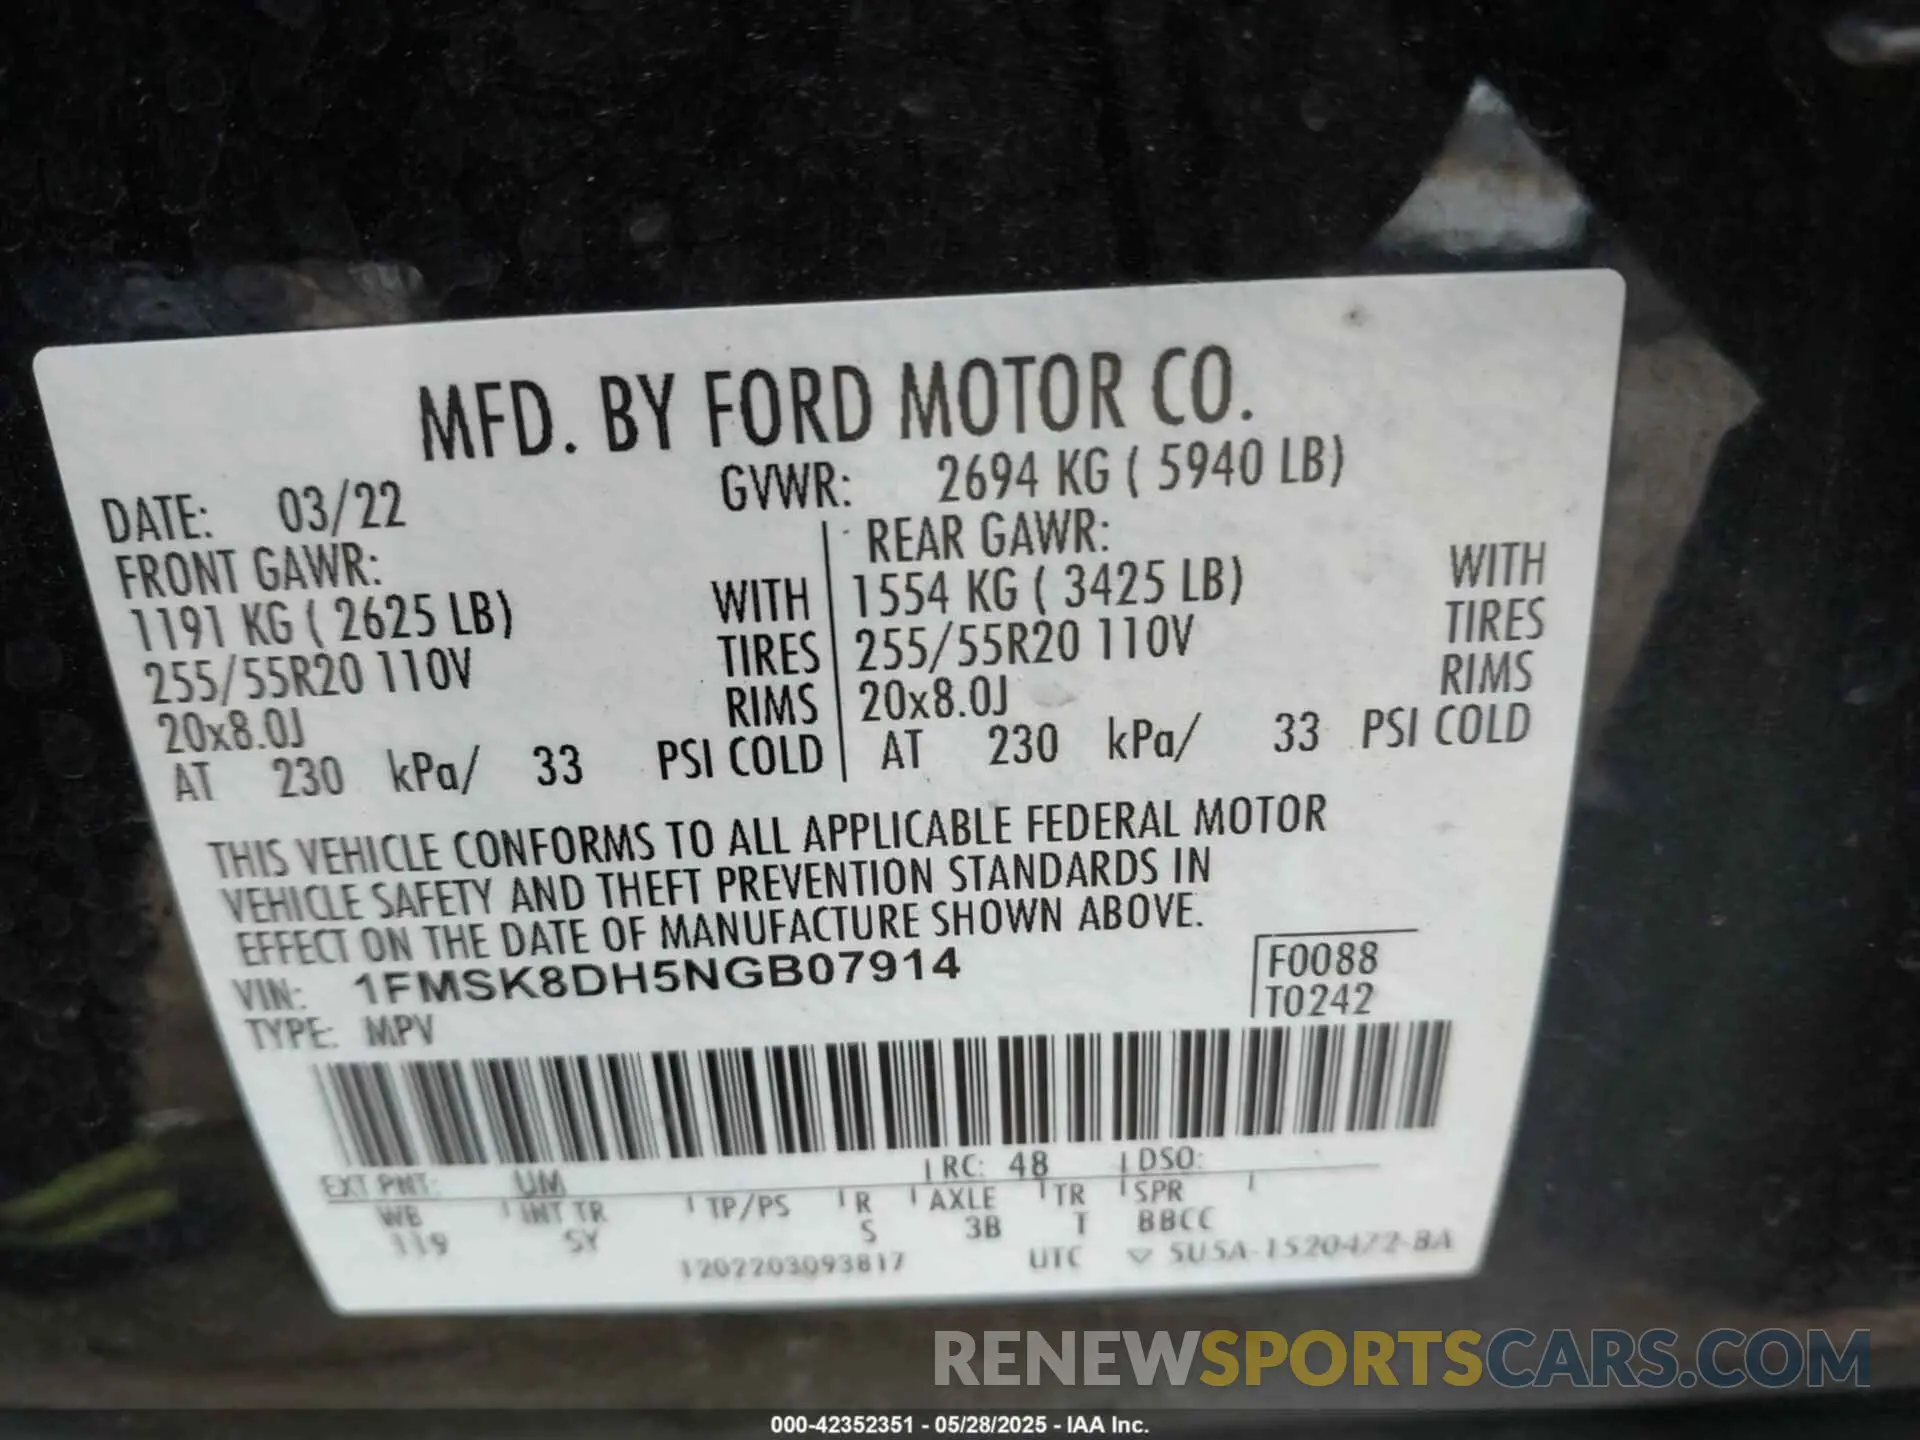 MFD. BY FORD MOTOR CO.
DATE: 03/22 GVWR: 2694 KG ( 5940 LB)
FRONT GAWR: REAR GAWR:
1191 KG ( 2625 LB) WITH 1554 KG ( 3425 LB) WITH
255/55R20 110V TIRES 255/55R20 110V TIRES
20x8.0J RIMS 20x8.0J RIMS
AT 230 kPa/ 33 PSI COLD AT 230 kPa/ 33 PSI COLD
THIS VEHICLE CONFORMS TO ALL APPLICABLE FEDERAL MOTOR
VEHICLE SAFETY AND THEFT PREVENTION STANDARDS IN
EFFECT ON THE DATE OF MANUFACTURE SHOWN ABOVE.
VIN: 1FMSK8DH5NGB07914 F0088
TYPE: MPV T0242
EXT PNT: UM RC: 48 DSO:
WB INT TR TP/PS R AXLE TR SPR
119 5Y S 3B T BBCC
1202203093817 UTC ▽ 5U5A-1520472-BA
RENEWSPORTSCARS.COM
000-42352351 - 05/28/2025 - IAA Inc.